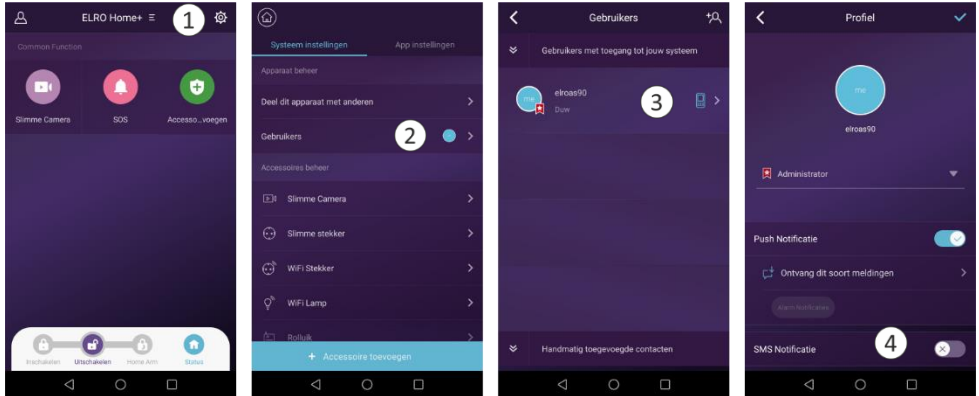 ELRO Home+
1
Common Function
Slimme Camera
SOS
Accesso...voegen
Inschakelen
Uitschakelen
Home Arm
Status
Systeem instellingen
App instellingen
Apparaat beheer
Deel dit apparaat met anderen
Gebruikers
2
Accessoires beheer
Slimme Camera
Slimme stekker
WiFi Stekker
WiFi Lamp
Rolluik
+ Accessoire toevoegen
Gebruikers
Gebruikers met toegang tot jouw systeem
me
elroas90
Duw
3
Handmatig toegevoegde contacten
Profiel
me
elroas90
Administrator
Push Notificatie
Ontvang dit soort meldingen
Alarm Notificaties
SMS Notificatie
4